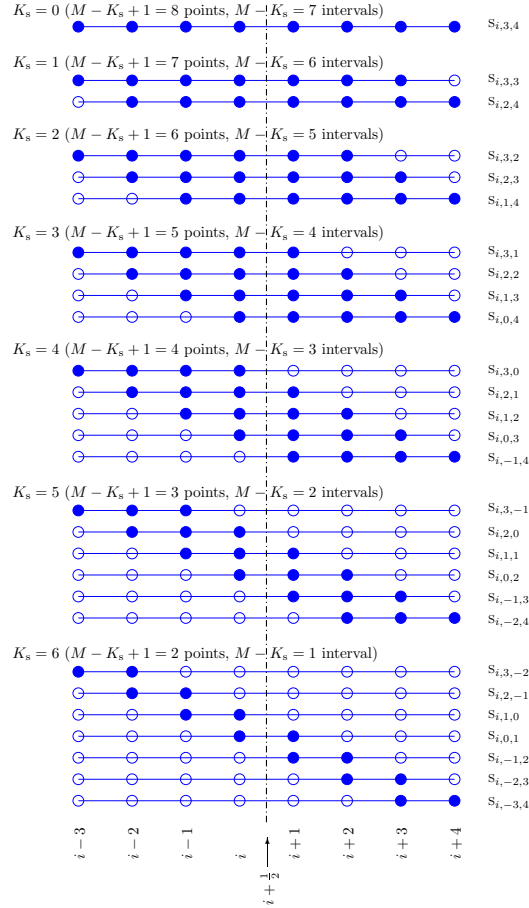 K_s = 0 (M − K_s + 1 = 8 points, M − K_s = 7 intervals)
S_{i,3,4}
K_s = 1 (M − K_s + 1 = 7 points, M − K_s = 6 intervals)
S_{i,3,3}
S_{i,2,4}
K_s = 2 (M − K_s + 1 = 6 points, M − K_s = 5 intervals)
S_{i,3,2}
S_{i,2,3}
S_{i,1,4}
K_s = 3 (M − K_s + 1 = 5 points, M − K_s = 4 intervals)
S_{i,3,1}
S_{i,2,2}
S_{i,1,3}
S_{i,0,4}
K_s = 4 (M − K_s + 1 = 4 points, M − K_s = 3 intervals)
S_{i,3,0}
S_{i,2,1}
S_{i,1,2}
S_{i,0,3}
S_{i,−1,4}
K_s = 5 (M − K_s + 1 = 3 points, M − K_s = 2 intervals)
S_{i,3,−1}
S_{i,2,0}
S_{i,1,1}
S_{i,0,2}
S_{i,−1,3}
S_{i,−2,4}
K_s = 6 (M − K_s + 1 = 2 points, M − K_s = 1 interval)
S_{i,3,−2}
S_{i,2,−1}
S_{i,1,0}
S_{i,0,1}
S_{i,−1,2}
S_{i,−2,3}
S_{i,−3,4}
i − 3
i − 2
i − 1
i
i + 1/2
i + 1
i + 2
i + 3
i + 4